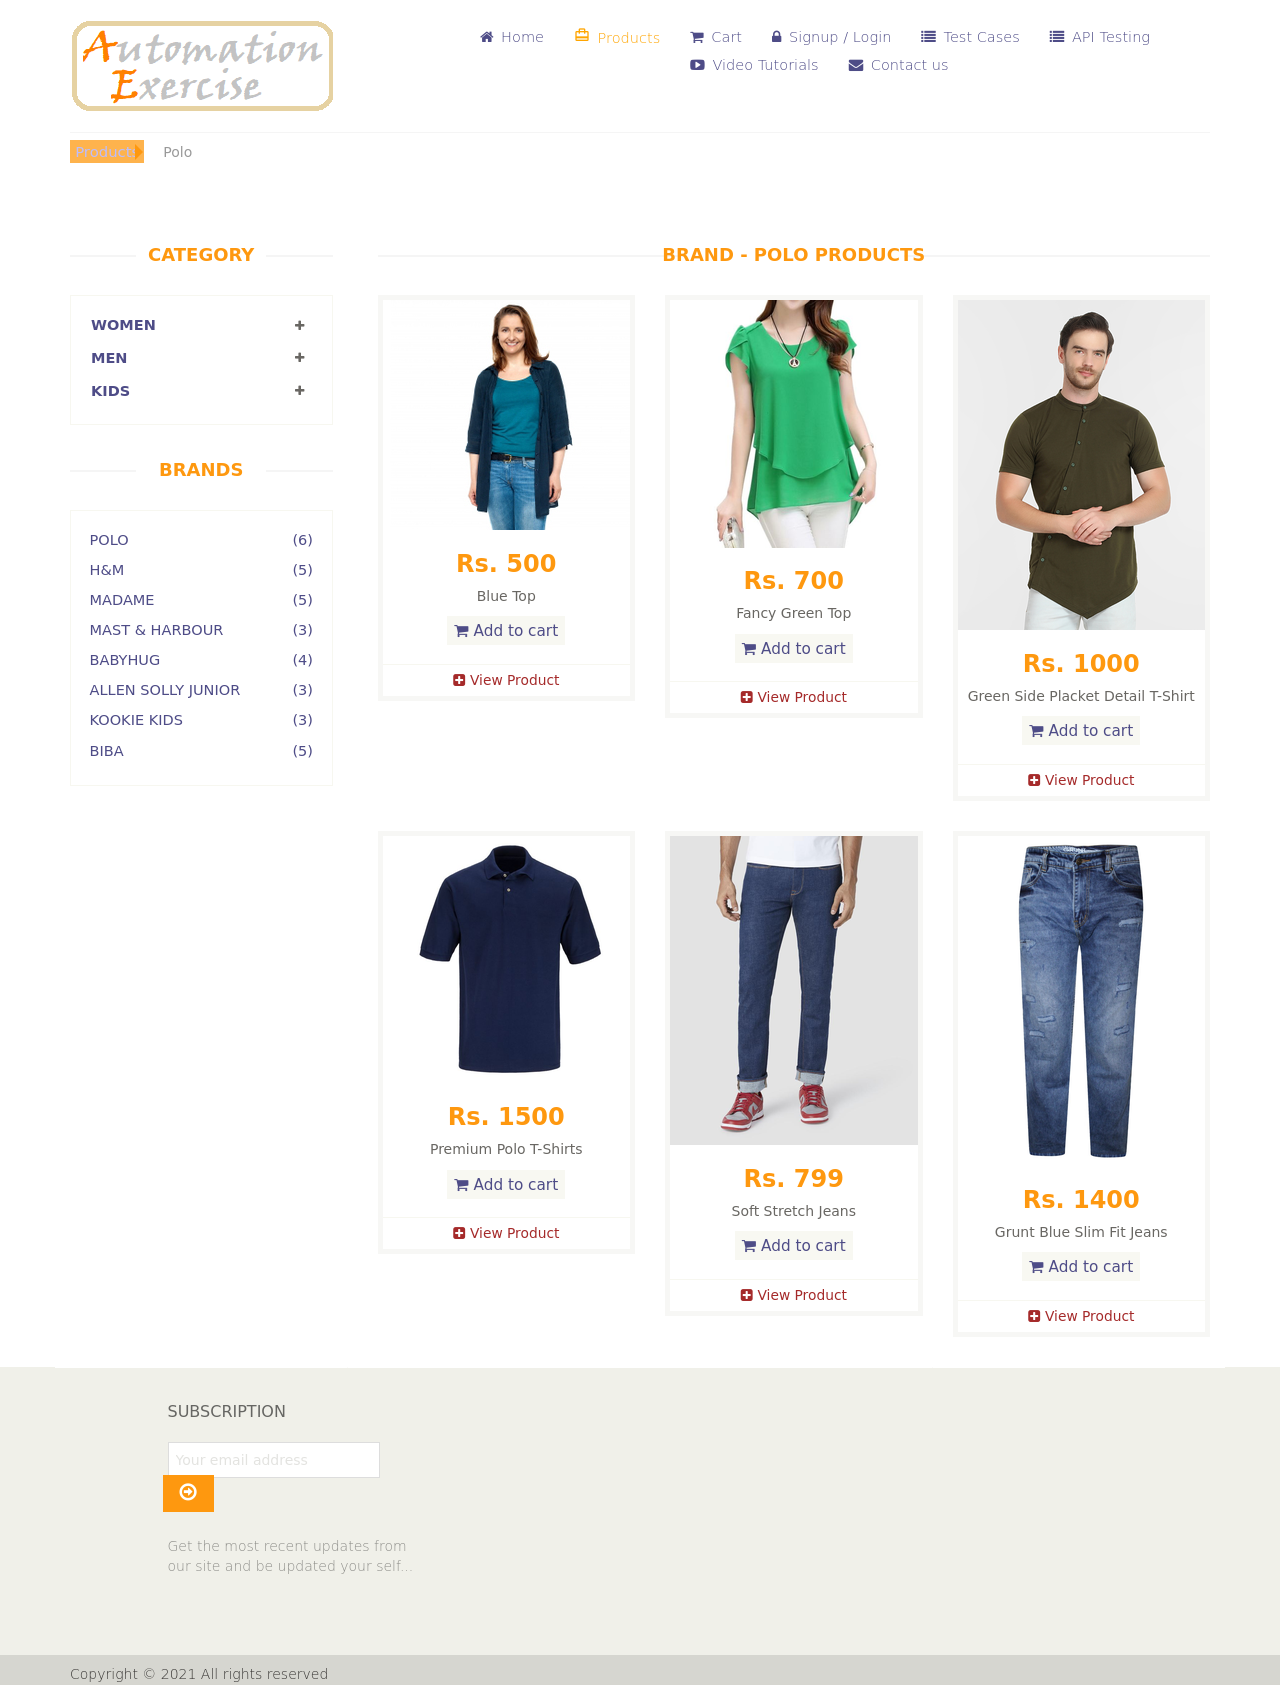 Automation
Exercise
Home
Products
Cart
Signup / Login
Test Cases
API Testing
Video Tutorials
Contact us
Products
Polo
CATEGORY
WOMEN
MEN
KIDS
BRANDS
POLO (6)
H&M (5)
MADAME (5)
MAST & HARBOUR (3)
BABYHUG (4)
ALLEN SOLLY JUNIOR (3)
KOOKIE KIDS (3)
BIBA (5)
BRAND - POLO PRODUCTS
Rs. 500
Blue Top
Add to cart
View Product
Rs. 700
Fancy Green Top
Add to cart
View Product
Rs. 1000
Green Side Placket Detail T-Shirt
Add to cart
View Product
Rs. 1500
Premium Polo T-Shirts
Add to cart
View Product
Rs. 799
Soft Stretch Jeans
Add to cart
View Product
Rs. 1400
Grunt Blue Slim Fit Jeans
Add to cart
View Product
SUBSCRIPTION
Your email address
Get the most recent updates from
our site and be updated your self...
Copyright © 2021 All rights reserved